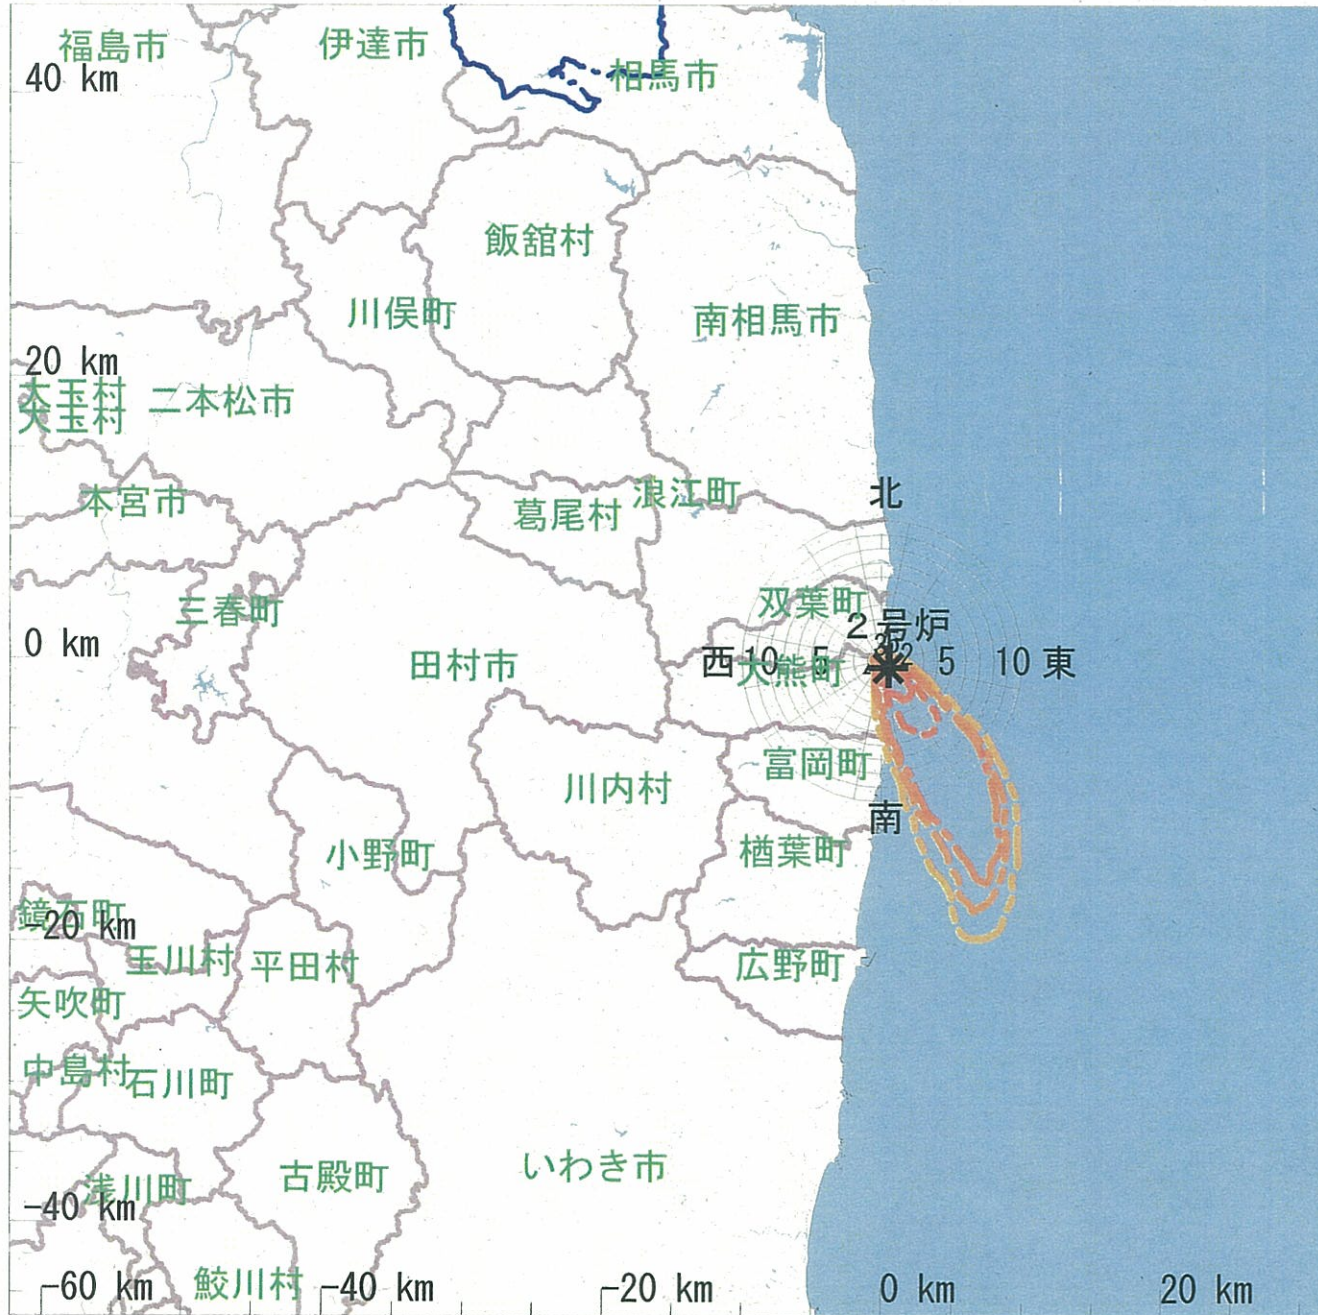 福島市
伊達市
相馬市
40 km
飯舘村
川俣町
南相馬市
20 km
大玉村
大玉村
二本松市
本宮市
葛尾村
浪江町
北
三春町
双葉町
2号炉
0 km
田村市
西
10
5
大熊町
2
5
10
東
富岡町
川内村
南
小野町
楢葉町
鏡石町
-20 km
玉川村
平田村
広野町
矢吹町
中島村
石川町
いわき市
古殿町
浅川町
-40 km
鮫川村
-60 km
-40 km
-20 km
0 km
20 km